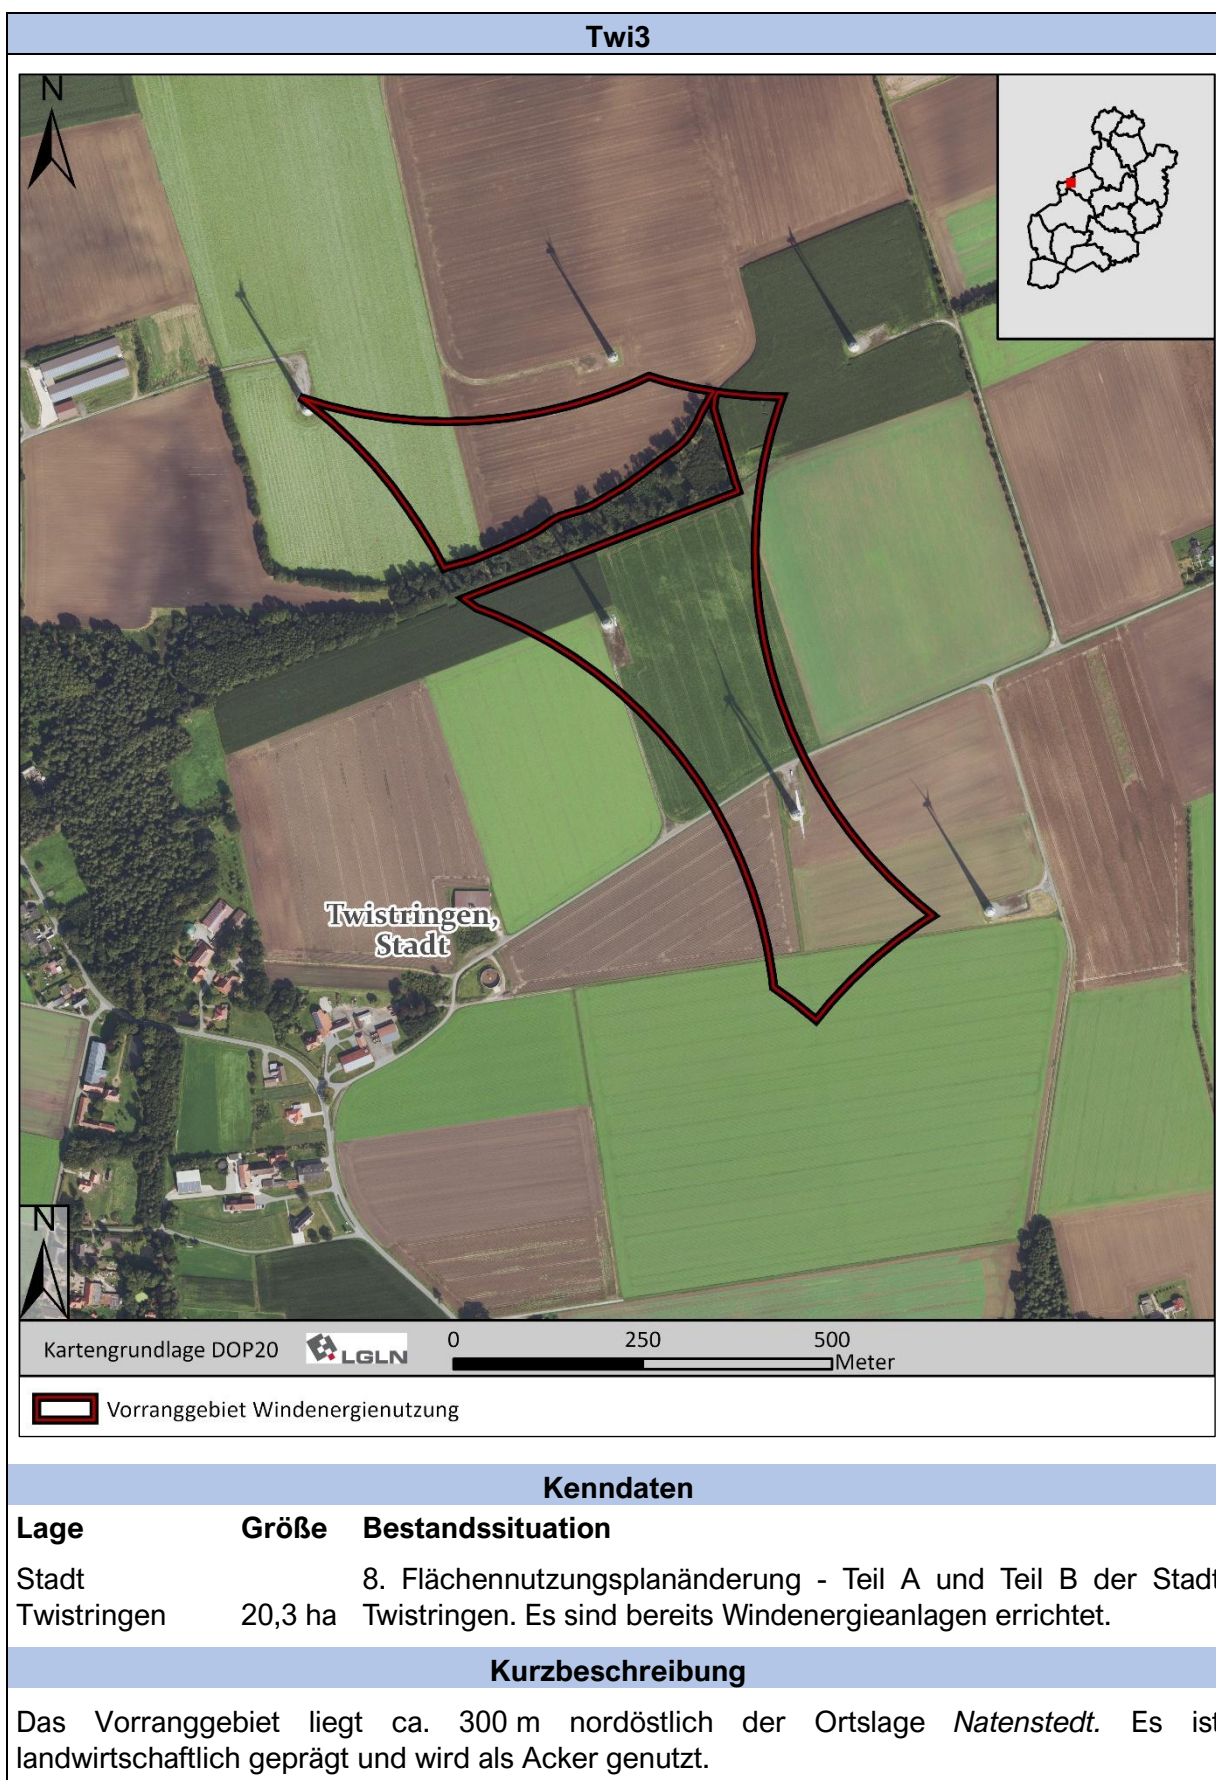 Twi3
N
Twistringen,
Stadt
N
Kartengrundlage DOP20
LGLN
0 250 500
Meter
Vorranggebiet Windenergienutzung
Kenndaten
Lage Größe Bestandssituation
Stadt 8. Flächennutzungsplanänderung - Teil A und Teil B der Stadt
Twistringen 20,3 ha Twistringen. Es sind bereits Windenergieanlagen errichtet.
Kurzbeschreibung
Das Vorranggebiet liegt ca. 300 m nordöstlich der Ortslage Natenstedt. Es ist
landwirtschaftlich geprägt und wird als Acker genutzt.